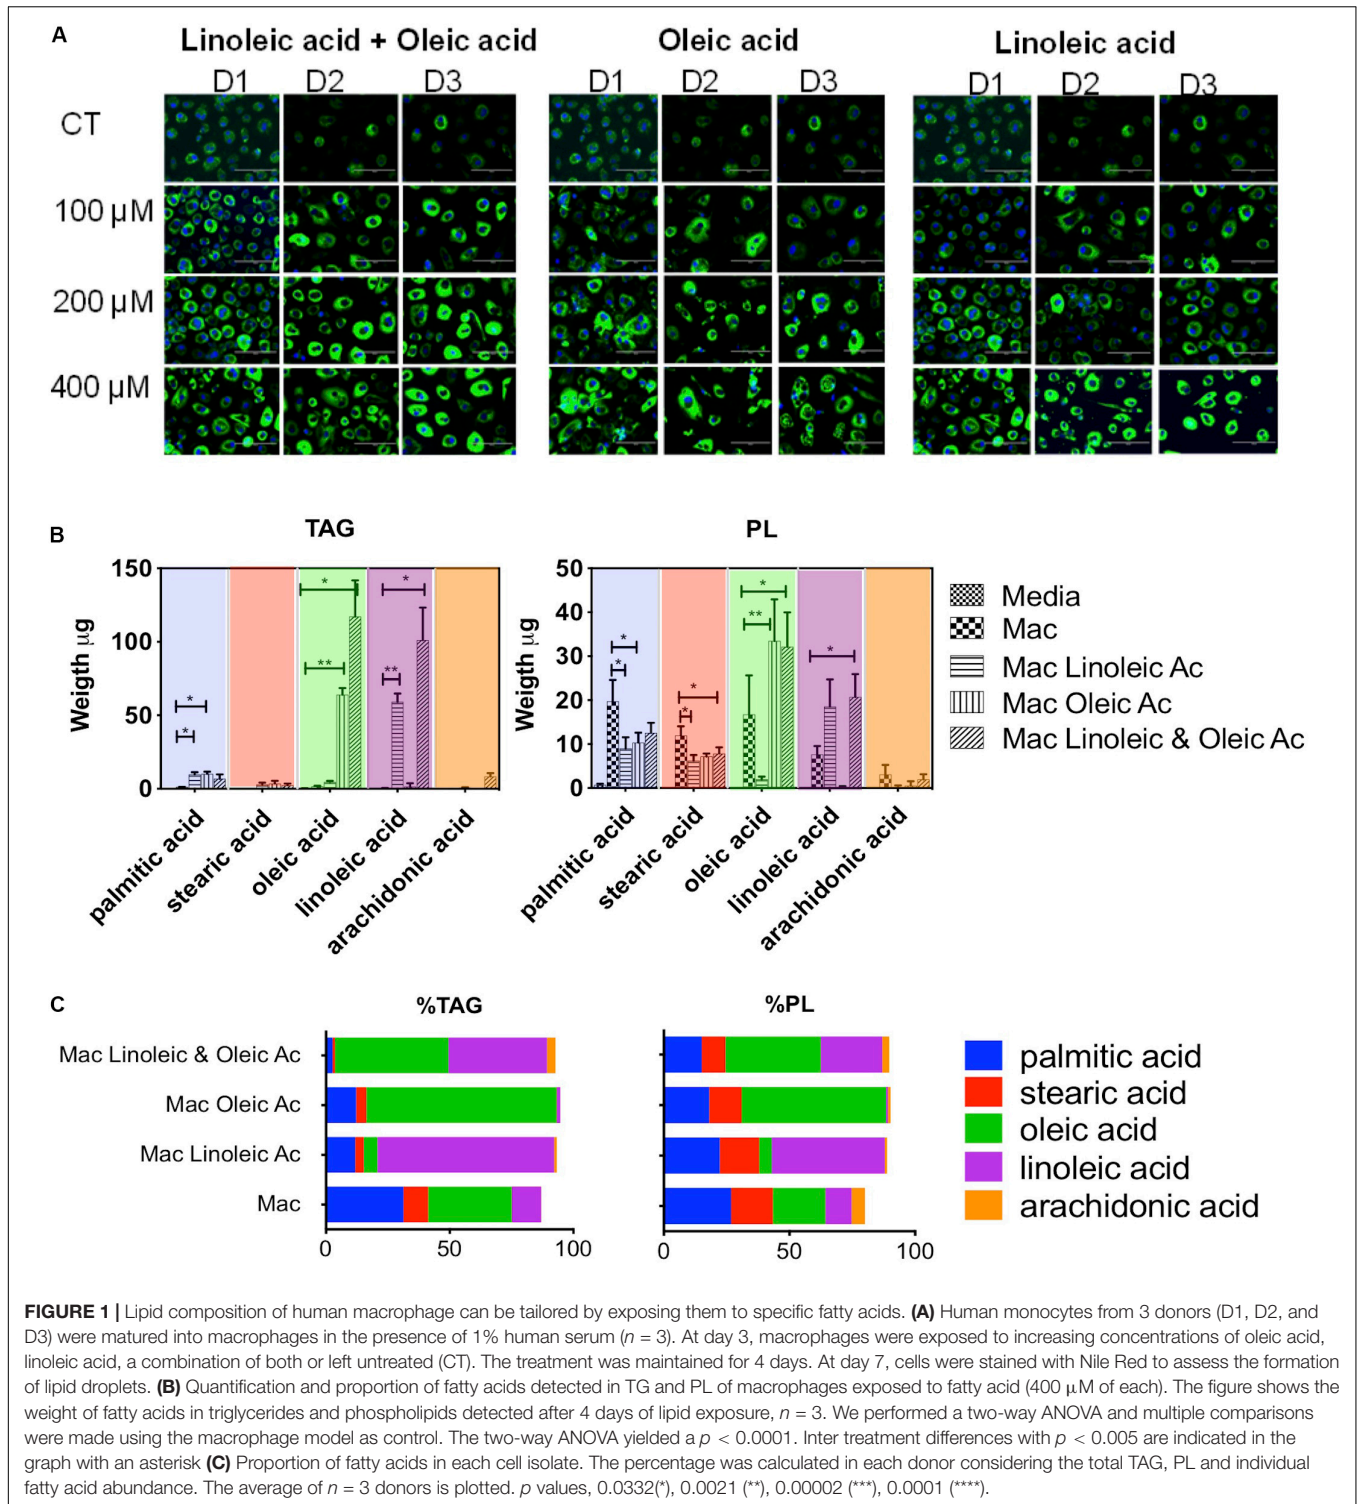 A
Linoleic acid + Oleic acid
Oleic acid
Linoleic acid
D1 D2 D3
D1 D2 D3
D1 D2 D3
CT
100 µM
200 µM
400 µM
B
TAG
PL
Weigth µg
150
100
50
0
* * ** * ** *
palmitic acid
stearic acid
oleic acid
linoleic acid
arachidonic acid
Weigth µg
50
40
30
20
10
0
* * * * ** * *
palmitic acid
stearic acid
oleic acid
linoleic acid
arachidonic acid
Media
Mac
Mac Linoleic Ac
Mac Oleic Ac
Mac Linoleic & Oleic Ac
C
%TAG
%PL
Mac Linoleic & Oleic Ac
Mac Oleic Ac
Mac Linoleic Ac
Mac
0 50 100
0 50 100
palmitic acid
stearic acid
oleic acid
linoleic acid
arachidonic acid
FIGURE 1 | Lipid composition of human macrophage can be tailored by exposing them to specific fatty acids. (A) Human monocytes from 3 donors (D1, D2, and
D3) were matured into macrophages in the presence of 1% human serum (n = 3). At day 3, macrophages were exposed to increasing concentrations of oleic acid,
linoleic acid, a combination of both or left untreated (CT). The treatment was maintained for 4 days. At day 7, cells were stained with Nile Red to assess the formation
of lipid droplets. (B) Quantification and proportion of fatty acids detected in TG and PL of macrophages exposed to fatty acid (400 µM of each). The figure shows the
weight of fatty acids in triglycerides and phospholipids detected after 4 days of lipid exposure, n = 3. We performed a two-way ANOVA and multiple comparisons
were made using the macrophage model as control. The two-way ANOVA yielded a p < 0.0001. Inter treatment differences with p < 0.005 are indicated in the
graph with an asterisk (C) Proportion of fatty acids in each cell isolate. The percentage was calculated in each donor considering the total TAG, PL and individual
fatty acid abundance. The average of n = 3 donors is plotted. p values, 0.0332(*), 0.0021 (**), 0.00002 (***), 0.0001 (****).